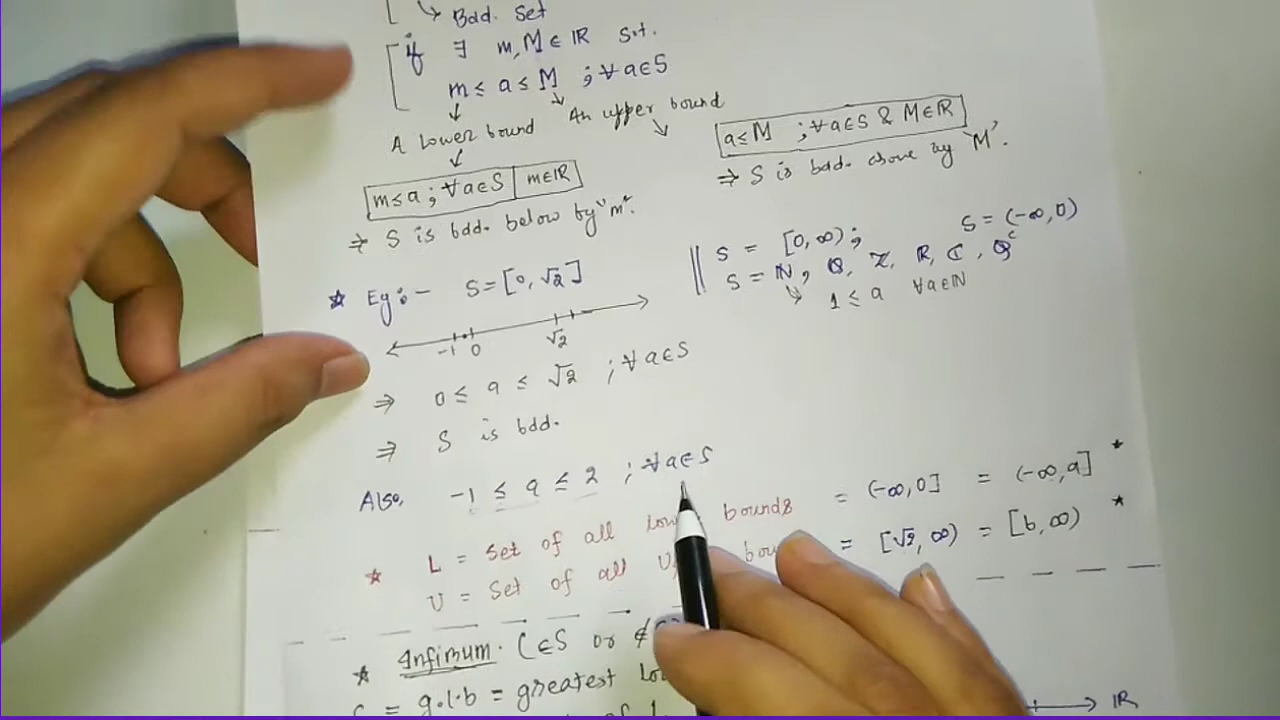 ↳ Bdd. Set
if ∃ m, M ∈ ℝ s.t.
m ≤ a ≤ M ; ∀ a ∈ S
A lower bound
An upper bound
m ≤ a ; ∀ a ∈ S | m ∈ ℝ
⇒ S is bdd. below by "m".
a ≤ M ; ∀ a ∈ S & M ∈ ℝ
⇒ S is bdd. above by 'M'.
S = [0, ∞) ; S = (-∞, 0)
S = ℕ, ℚ, ℤ, ℝ, ℂ, ℚᶜ
1 ≤ a ∀ a ∈ ℕ
★ Eg:- S = [0, √2]
-1 0 √2
⇒ 0 ≤ a ≤ √2 ; ∀ a ∈ S
⇒ S is bdd.
Also, -1 ≤ a ≤ 2 ; ∀ a ∈ S
★ L = Set of all bounds = (-∞, 0] = (-∞, a] *
U = Set of all = [√2, ∞) = [b, ∞) *
★ Infimum. (∈ S or ∉
g.l.b = greatest
ℝ